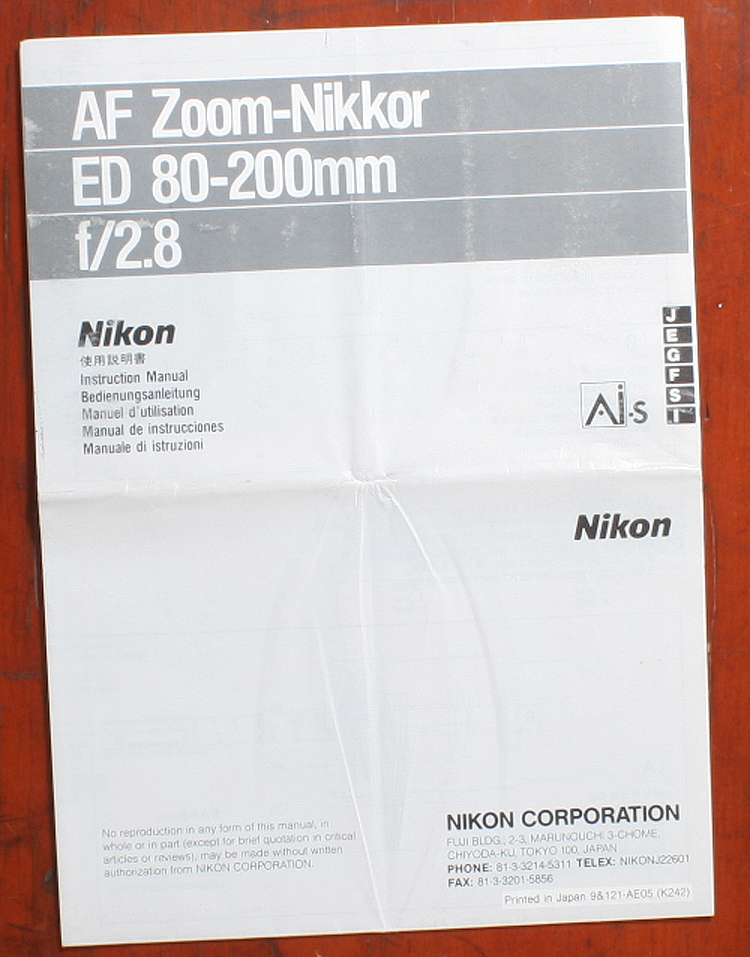 AF Zoom-Nikkor
ED 80-200mm
f/2.8
Nikon
使用説明書
Instruction Manual
Bedienungsanleitung
Manuel d'utilisation
Manual de instrucciones
Manuale di istruzioni
J
E
G
F
S
I
Ai-s
Nikon
No reproduction in any form of this manual, in
whole or in part (except for brief quotation in critical
articles or reviews), may be made without written
authorization from NIKON CORPORATION.
NIKON CORPORATION
FUJI BLDG., 2-3, MARUNOUCHI 3-CHOME,
CHIYODA-KU, TOKYO 100, JAPAN
PHONE: 81-3-3214-5311 TELEX: NIKONJ22601
FAX: 81-3-3201-5856
Printed in Japan 9&121-AE05 (K242)